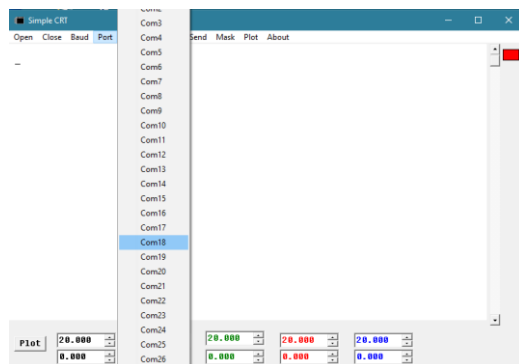 Simple CRT
Open Close Baud Port Send Mask Plot About
Com2
Com3
Com4
Com5
Com6
Com7
Com8
Com9
Com10
Com11
Com12
Com13
Com14
Com15
Com16
Com17
Com18
Com19
Com20
Com21
Com22
Com23
Com24
Com25
Com26
Plot 20.000 20.000 20.000 20.000
0.000 0.000 0.000 0.000